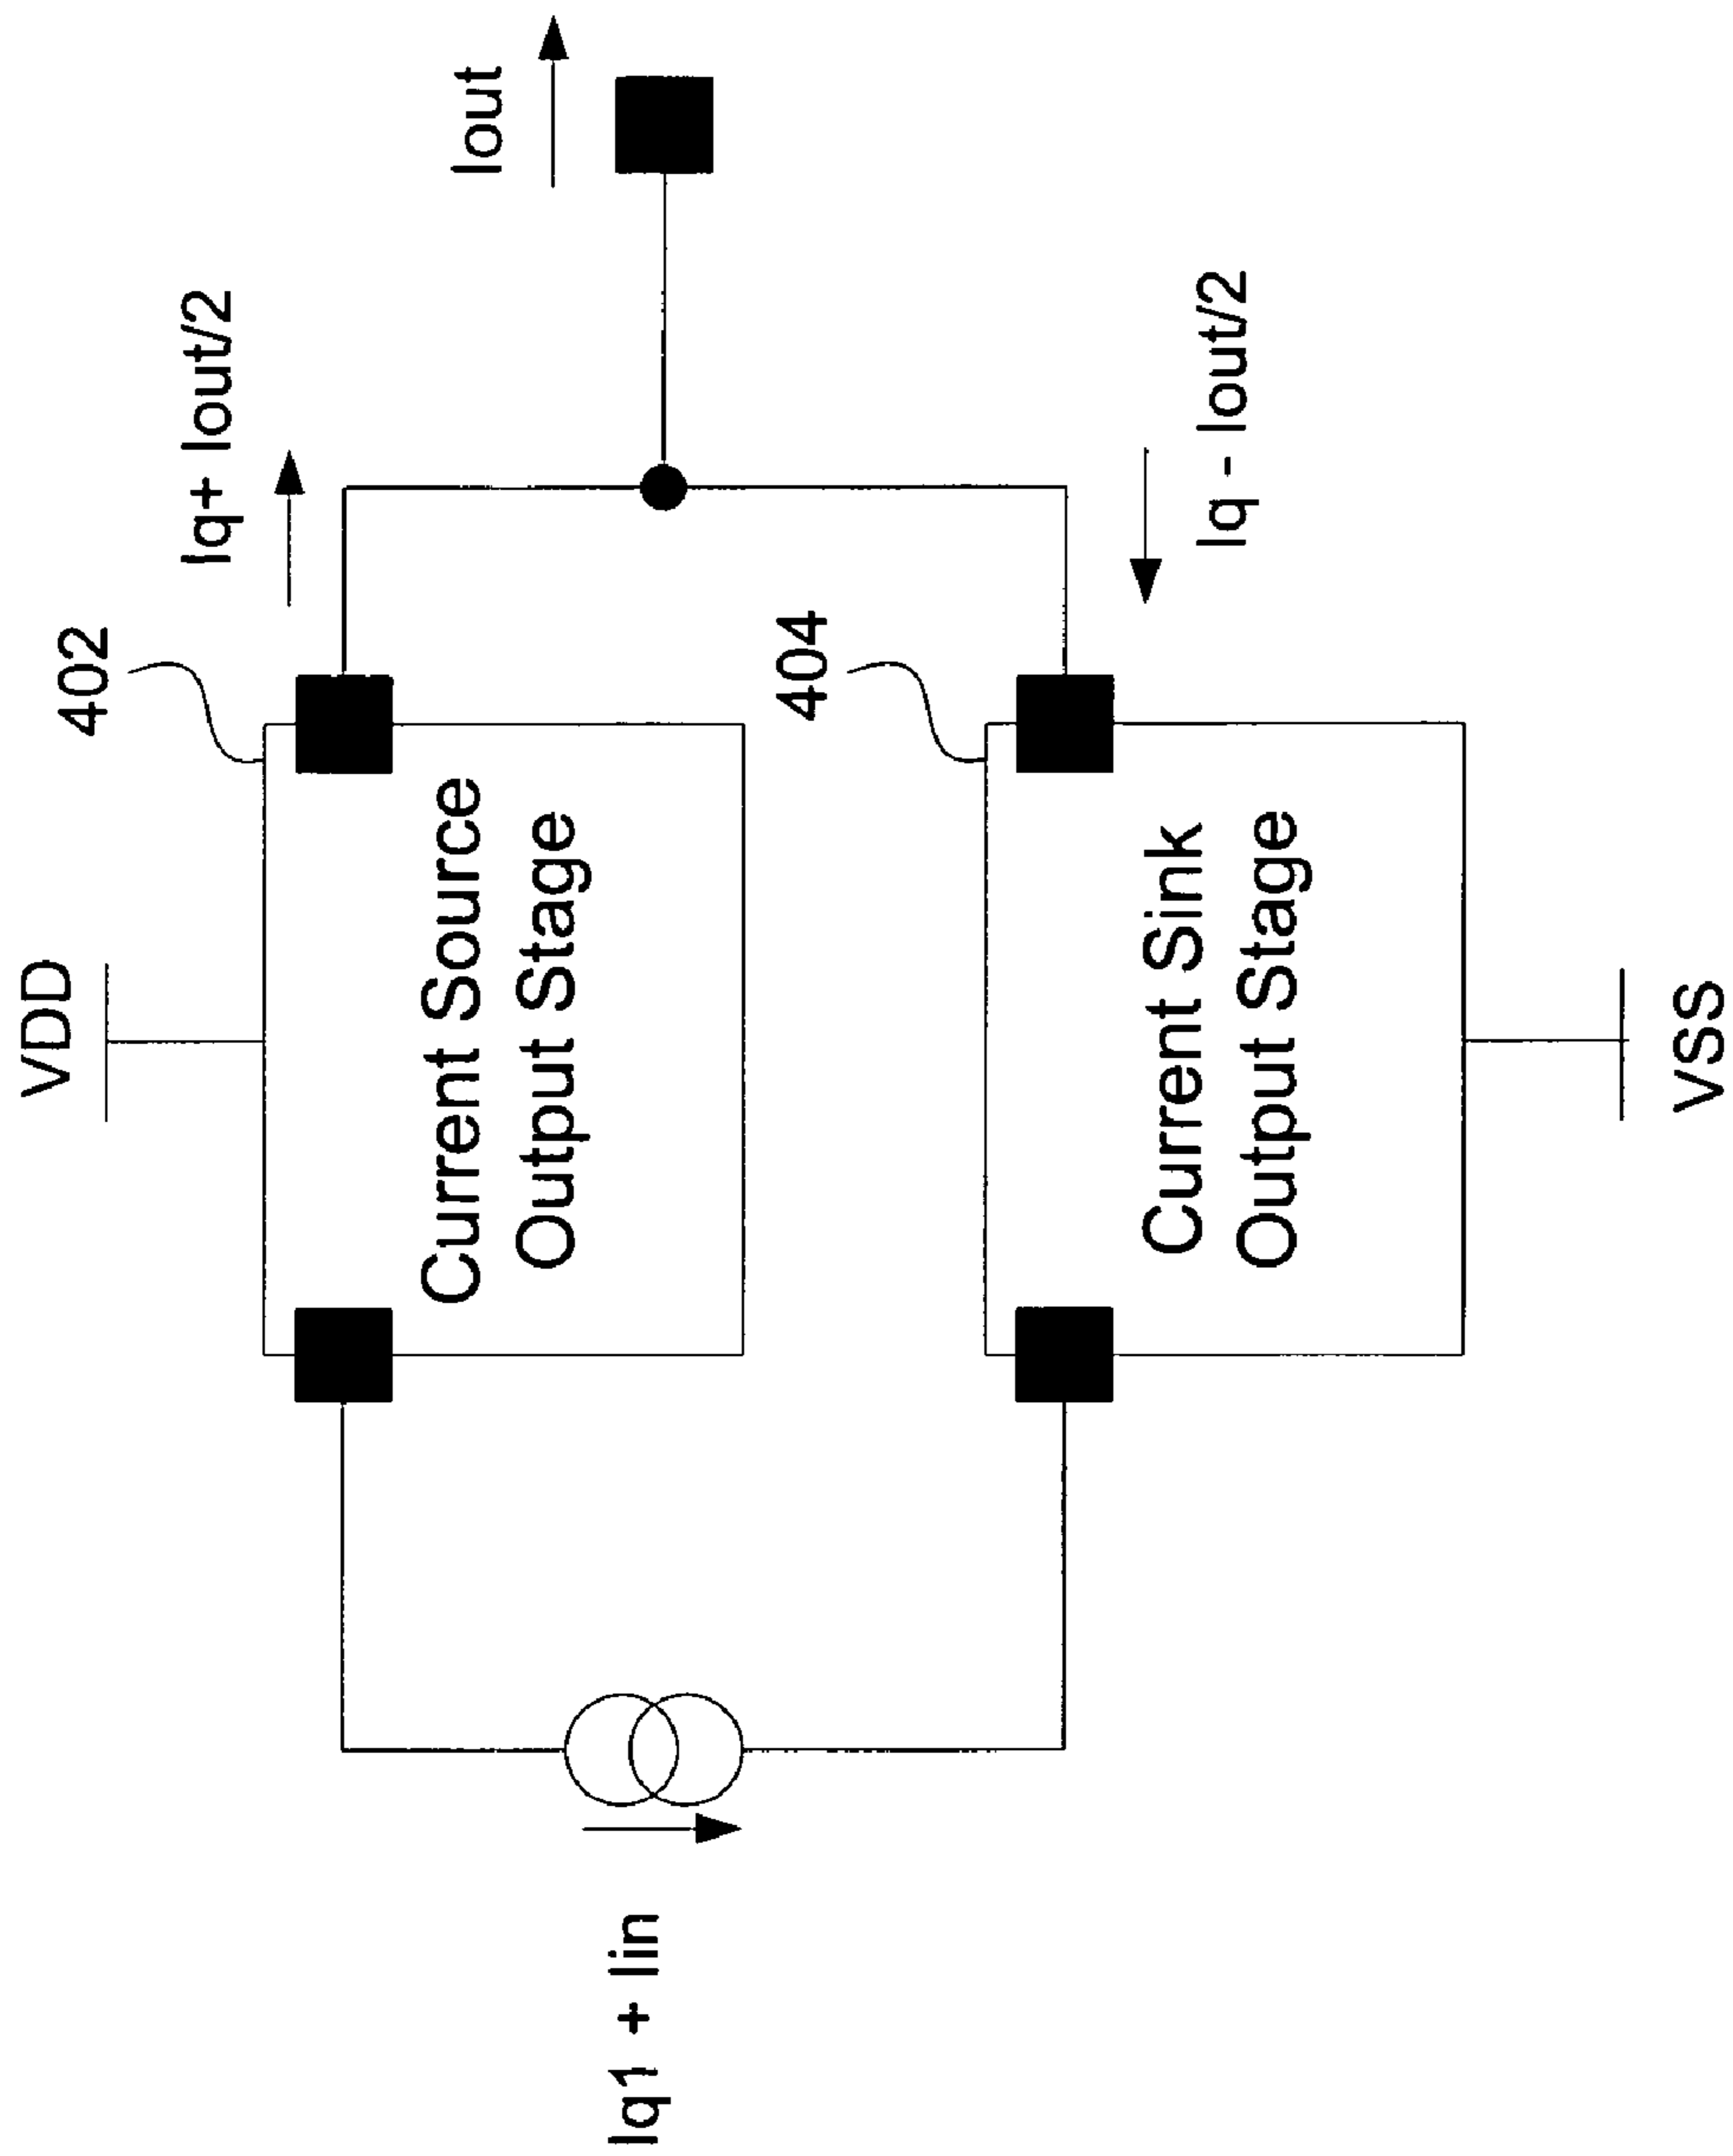 VDD
402
Iq+ Iout/2
Iout
Current Source
Output Stage
Iq1 + Iin
404
Current Sink
Output Stage
Iq - Iout/2
VSS